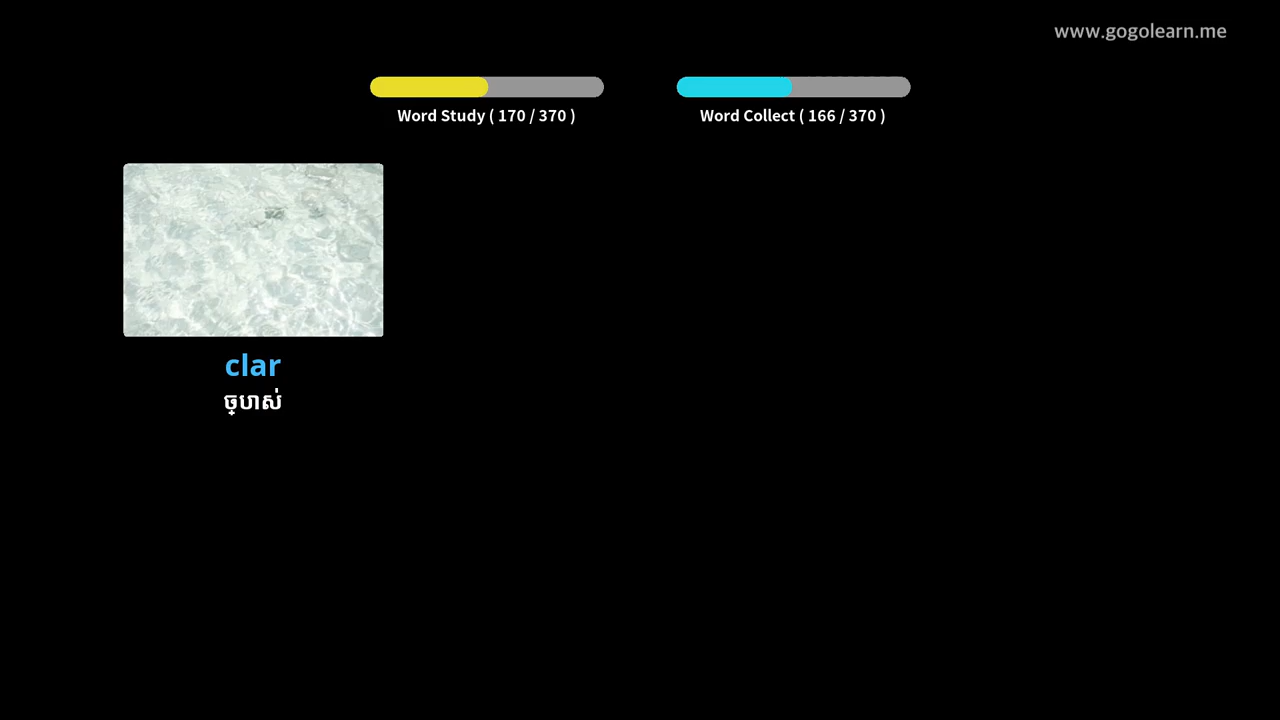 www.gogolearn.me
Word Study ( 170 / 370 )
Word Collect ( 166 / 370 )
clar
ច្បាស់